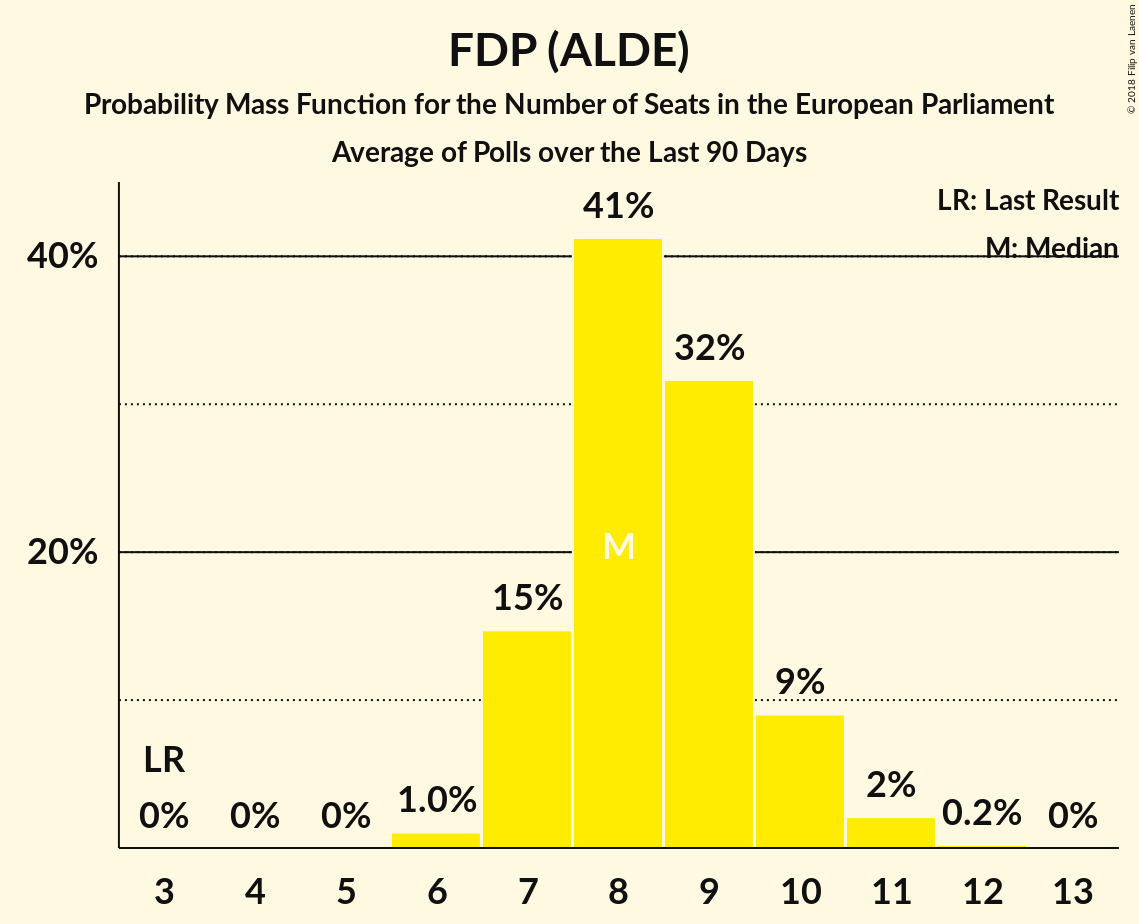 FDP (ALDE)
Probability Mass Function for the Number of Seats in the European Parliament
Average of Polls over the Last 90 Days
© 2018 Filip van Laenen
LR: Last Result
M: Median
41%
40%
32%
M
20%
15%
9%
LR
0% 0% 0% 1.0% 2% 0.2% 0%
3 4 5 6 7 8 9 10 11 12 13